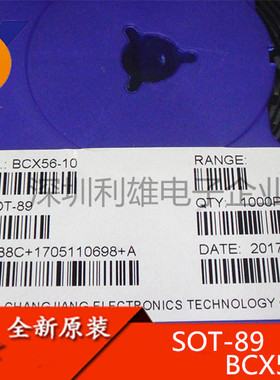 L: BCX56-10
RANGE:
深圳利雄电子企业
OT-89
QTY: 1000P
88C+1705110698+A
DATE: 2017
CHANGJIANG ELECTRONICS TECHNOLOGY
全新原装
SOT-89
BCX5